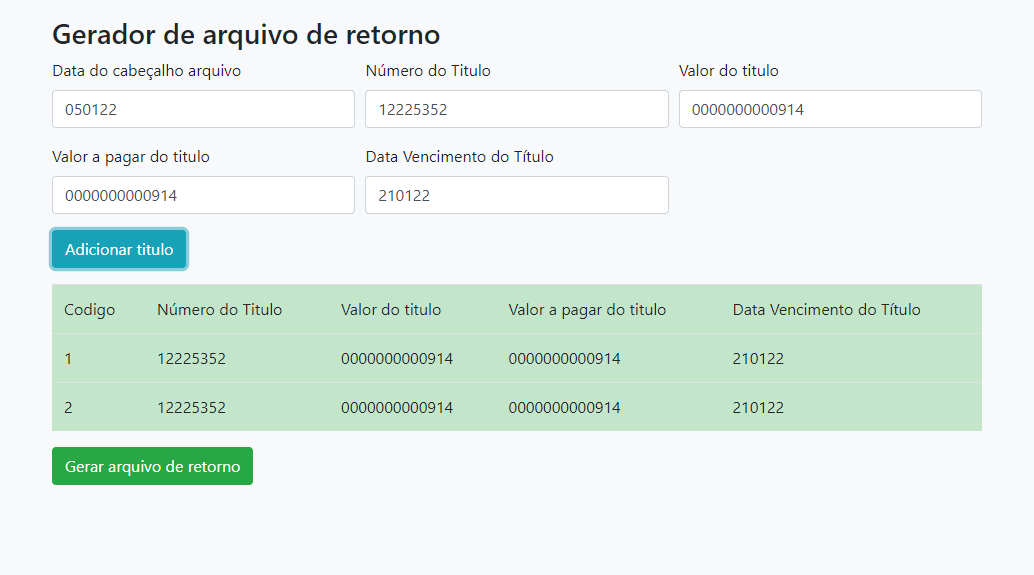 Gerador de arquivo de retorno
Data do cabeçalho arquivo Número do Titulo Valor do titulo
050122 12225352 0000000000914
Valor a pagar do titulo Data Vencimento do Título
0000000000914 210122
Adicionar titulo
Codigo Número do Titulo Valor do titulo Valor a pagar do titulo Data Vencimento do Título
1 12225352 0000000000914 0000000000914 210122
2 12225352 0000000000914 0000000000914 210122
Gerar arquivo de retorno